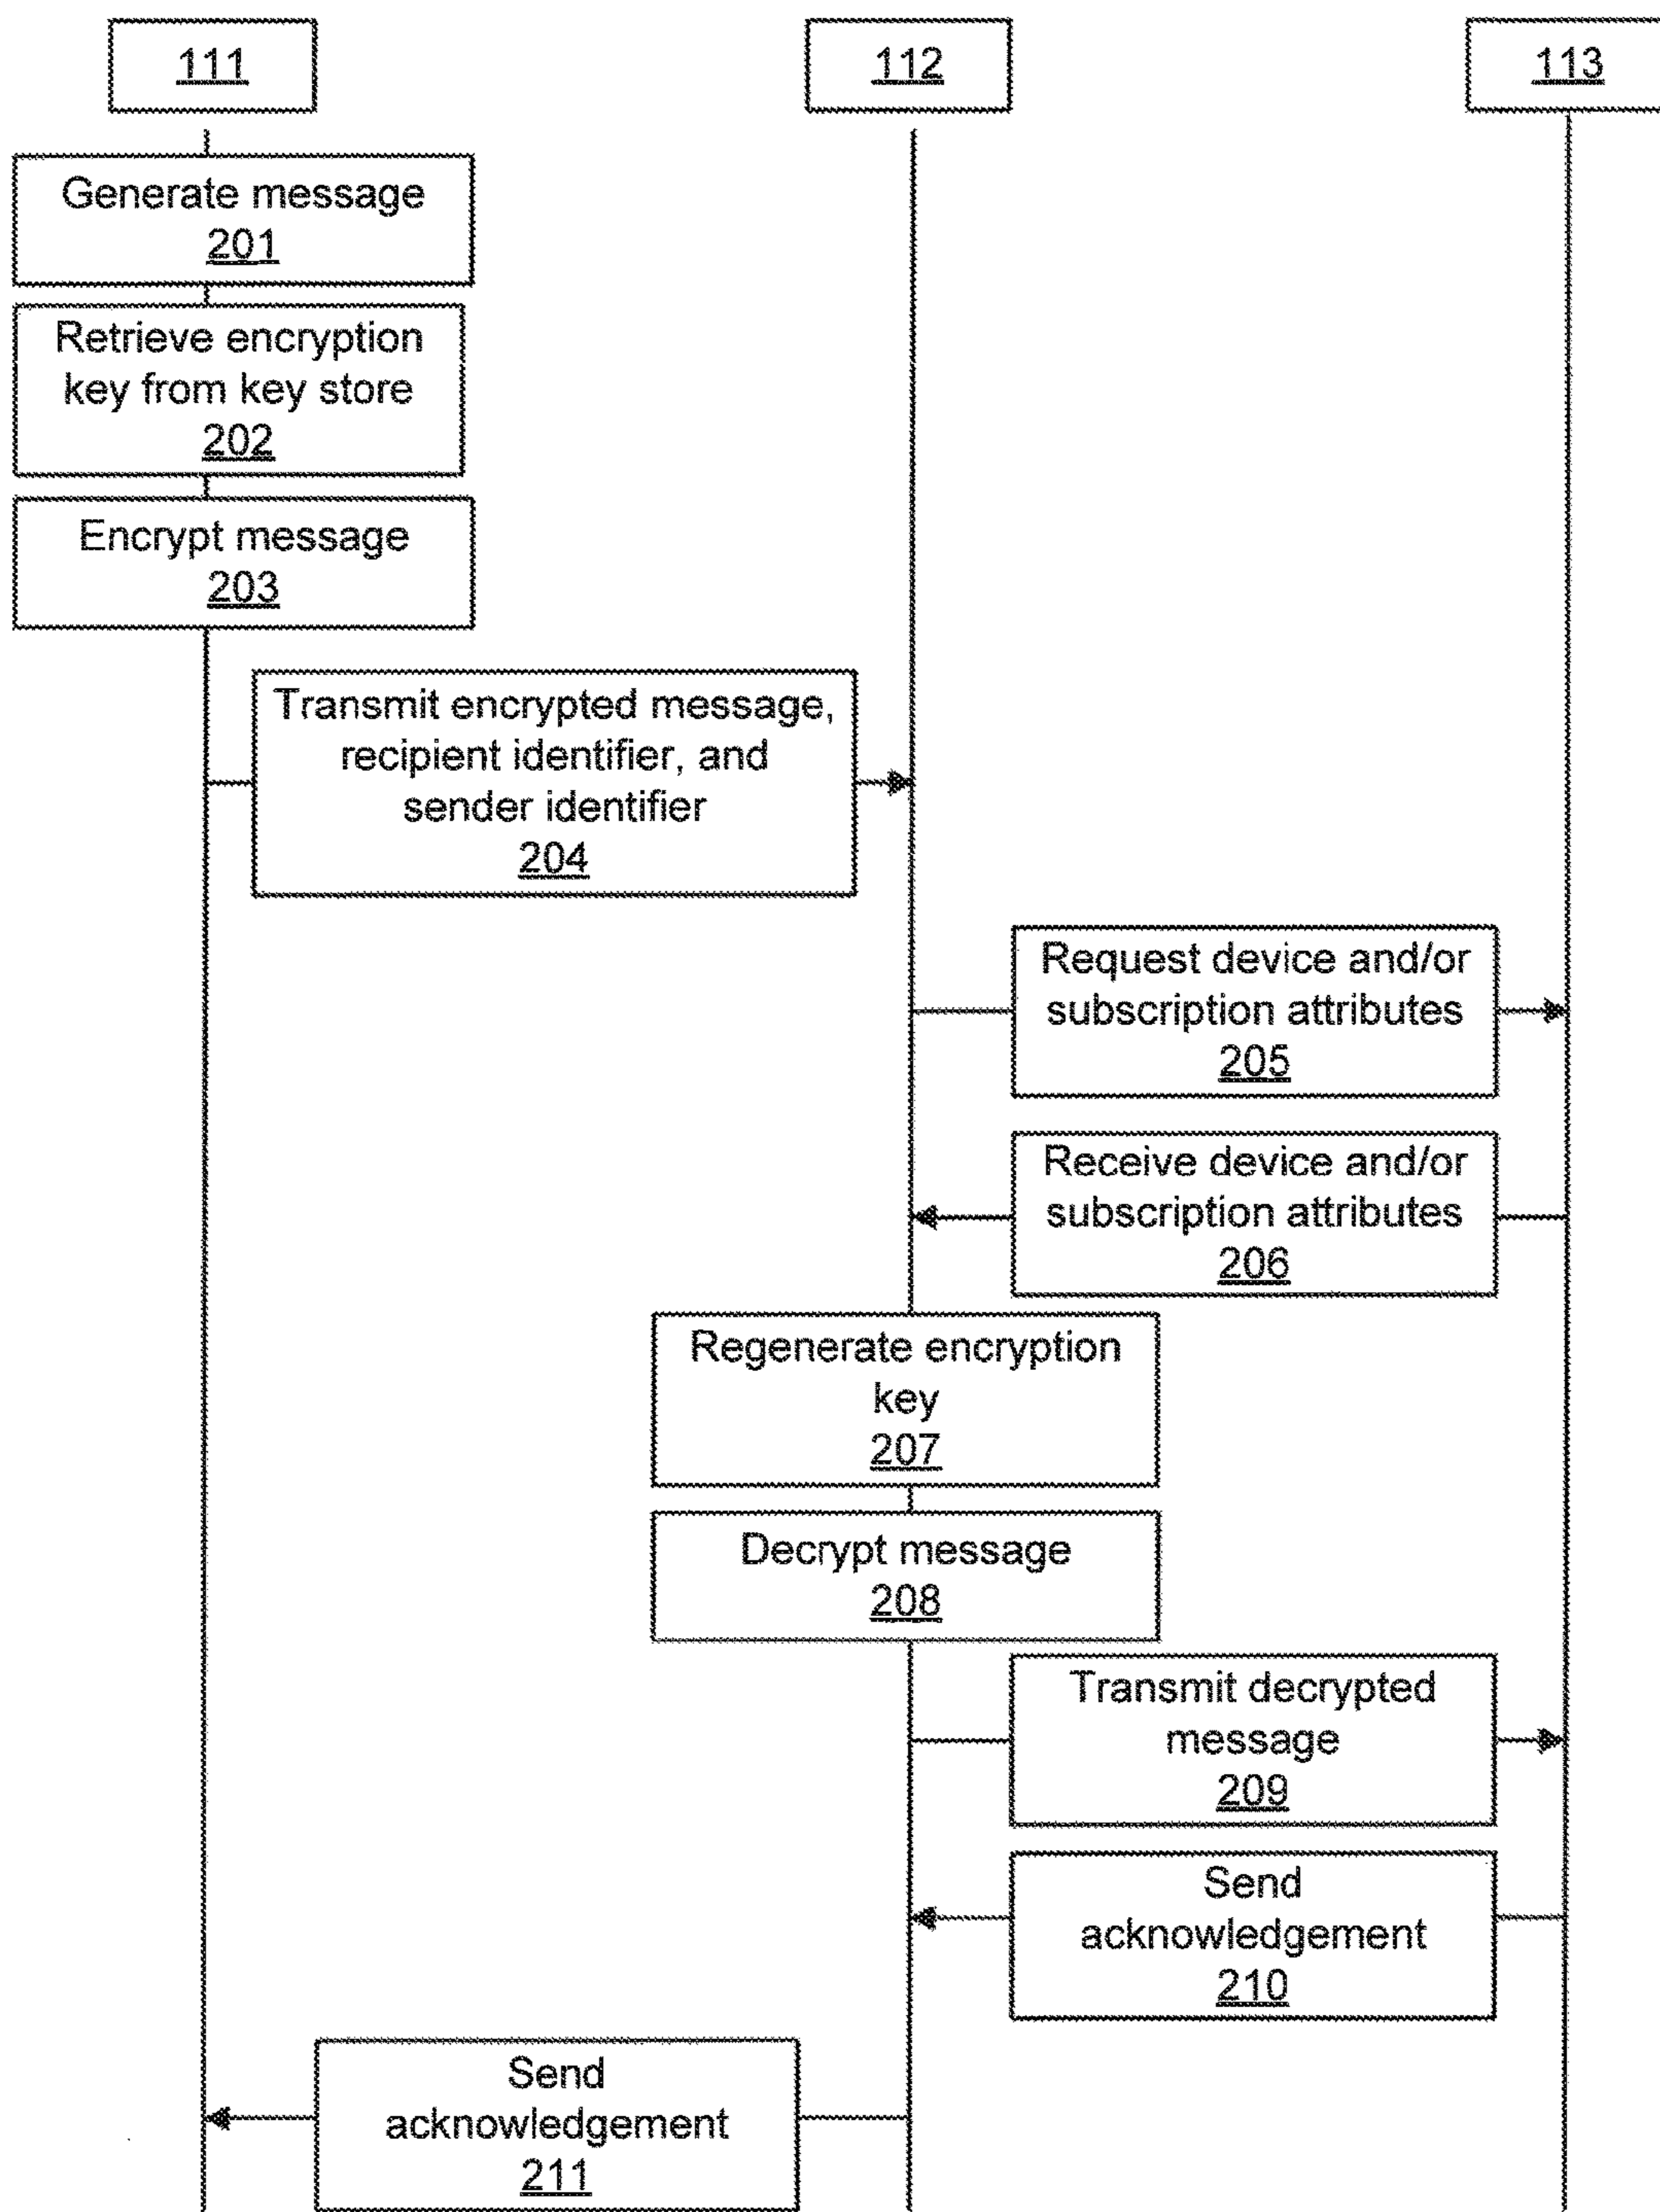 111
112
113
Generate message
201
Retrieve encryption
key from key store
202
Encrypt message
203
Transmit encrypted message,
recipient identifier, and
sender identifier
204
Request device and/or
subscription attributes
205
Receive device and/or
subscription attributes
206
Regenerate encryption
key
207
Decrypt message
208
Transmit decrypted
message
209
Send
acknowledgement
210
Send
acknowledgement
211